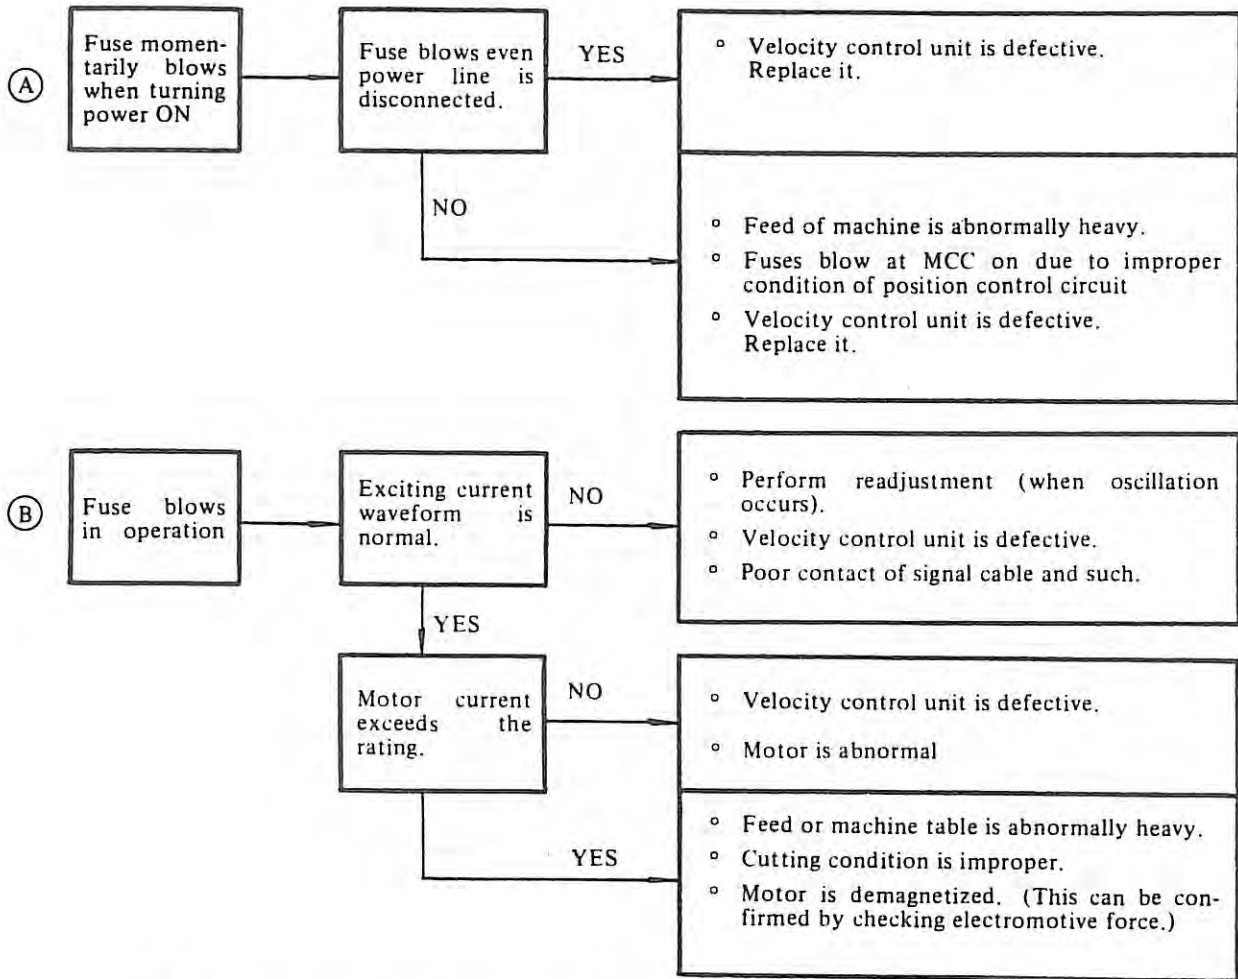 A
Fuse momen-
tarily blows
when turning
power ON
Fuse blows even
power line is
disconnected.
YES
° Velocity control unit is defective.
Replace it.
NO
° Feed of machine is abnormally heavy.
° Fuses blow at MCC on due to improper
condition of position control circuit
° Velocity control unit is defective.
Replace it.
B
Fuse blows
in operation
Exciting current
waveform is
normal.
NO
° Perform readjustment (when oscillation
occurs).
° Velocity control unit is defective.
° Poor contact of signal cable and such.
YES
Motor current
exceeds the
rating.
NO
° Velocity control unit is defective.
° Motor is abnormal
YES
° Feed or machine table is abnormally heavy.
° Cutting condition is improper.
° Motor is demagnetized. (This can be con-
firmed by checking electromotive force.)